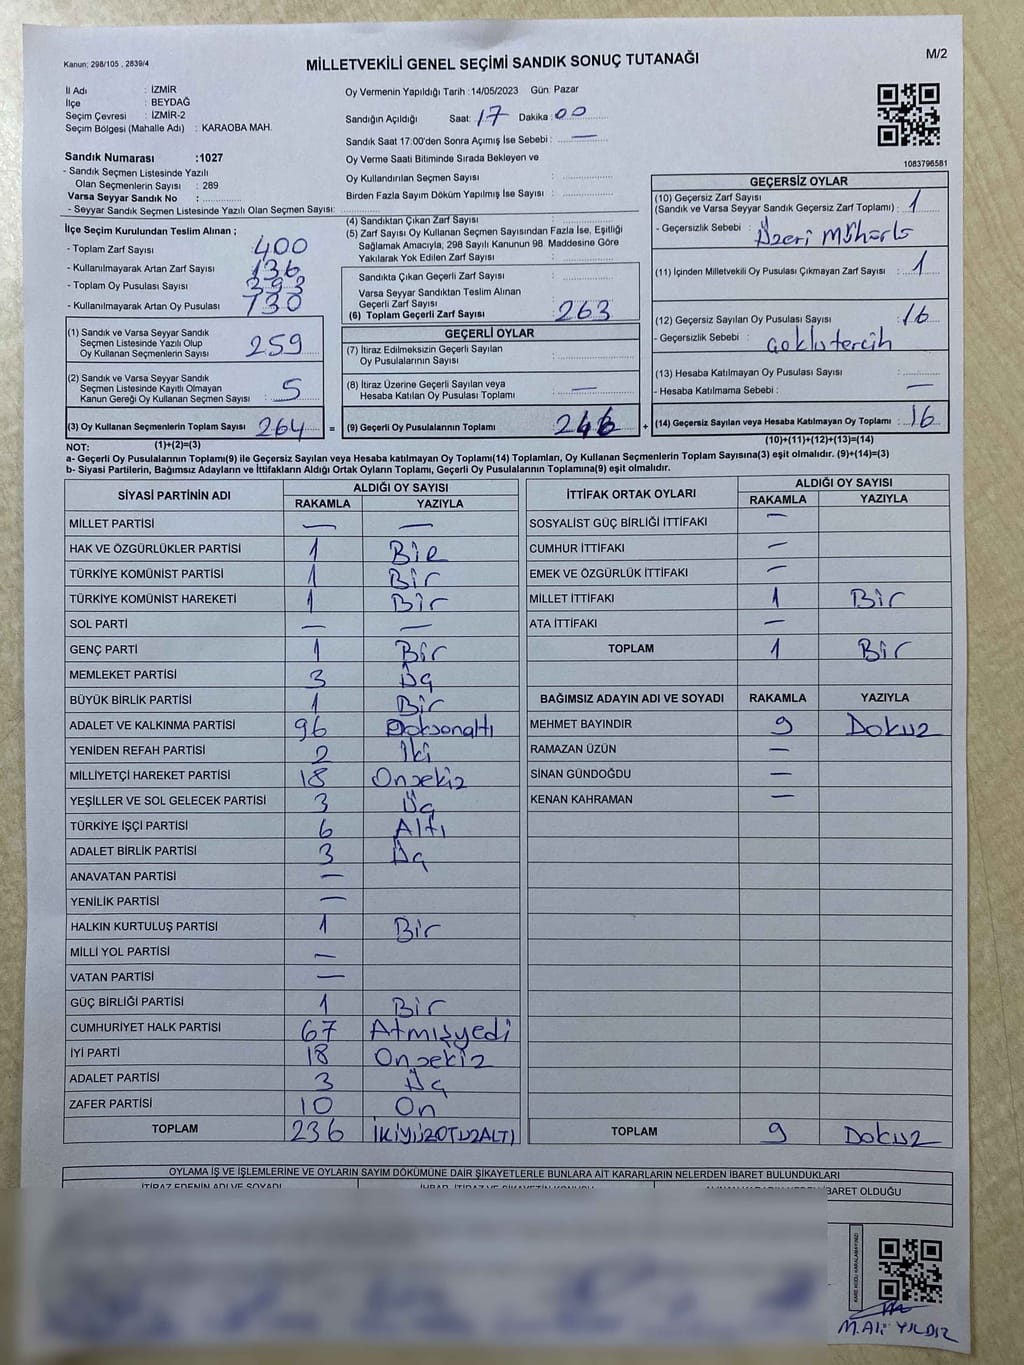 Kanun; 298/105 , 2839/4
MİLLETVEKİLİ GENEL SEÇİMİ SANDIK SONUÇ TUTANAĞI
M/2
İl Adı : İZMİR
İlçe : BEYDAĞ
Seçim Çevresi : İZMİR-2
Seçim Bölgesi (Mahalle Adı) : KARAOBA MAH.
Sandık Numarası :1027
- Sandık Seçmen Listesinde Yazılı
Olan Seçmenlerin Sayısı : 289
Varsa Seyyar Sandık No :
- Seyyar Sandık Seçmen Listesinde Yazılı Olan Seçmen Sayısı:
İlçe Seçim Kurulundan Teslim Alınan ;
- Toplam Zarf Sayısı 400
- Kullanılmayarak Artan Zarf Sayısı 136
- Toplam Oy Pusulası Sayısı 393
- Kullanılmayarak Artan Oy Pusulası
(1) Sandık ve Varsa Seyyar Sandık
Seçmen Listesinde Yazılı Olup
Oy Kullanan Seçmenlerin Sayısı 259
(2) Sandık ve Varsa Seyyar Sandık
Seçmen Listesinde Kayıtlı Olmayan
Kanun Gereği Oy Kullanan Seçmen Sayısı : 5
(3) Oy Kullanan Seçmenlerin Toplam Sayısı 264 =
Oy Vermenin Yapıldığı Tarih :14/05/2023 Gün: Pazar
Sandığın Açıldığı Saat: 17 Dakika: 00
Sandık Saat 17:00'den Sonra Açımış İse Sebebi : —
Oy Verme Saati Bitiminde Sırada Bekleyen ve
Oy Kullandırılan Seçmen Sayısı :
Birden Fazla Sayım Döküm Yapılmış İse Sayısı :
(4) Sandıktan Çıkan Zarf Sayısı :
(5) Zarf Sayısı Oy Kullanan Seçmen Sayısından Fazla İse, Eşitliği
Sağlamak Amacıyla; 298 Sayılı Kanunun 98. Maddesine Göre
Yakılarak Yok Edilen Zarf Sayısı :
Sandıkta Çıkan Geçerli Zarf Sayısı :
Varsa Seyyar Sandıktan Teslim Alınan
Geçerli Zarf Sayısı :
(6) Toplam Geçerli Zarf Sayısı : 263
GEÇERLİ OYLAR
(7) İtiraz Edilmeksizin Geçerli Sayılan
Oy Pusulalarının Sayısı :
(8) İtiraz Üzerine Geçerli Sayılan veya
Hesaba Katılan Oy Pusulası Toplamı : —
(9) Geçerli Oy Pusulalarının Toplamı 246 +
1083796581
GEÇERSİZ OYLAR
(10) Geçersiz Zarf Sayısı
(Sandık ve Varsa Seyyar Sandık Geçersiz Zarf Toplamı) : 1
- Geçersizlik Sebebi : Üzeri Mühürlü
(11) İçinden Milletvekili Oy Pusulası Çıkmayan Zarf Sayısı : 1
(12) Geçersiz Sayılan Oy Pusulası Sayısı : 16
- Geçersizlik Sebebi : Çoklu tercih
(13) Hesaba Katılmayan Oy Pusulası Sayısı :
- Hesaba Katılmama Sebebi : —
(14) Geçersiz Sayılan veya Hesaba Katılmayan Oy Toplamı : 16
NOT: (1)+(2)=(3) (10)+(11)+(12)+(13)=(14)
a- Geçerli Oy Pusulalarının Toplamı(9) ile Geçersiz Sayılan veya Hesaba katılmayan Oy Toplamı(14) Toplamları, Oy Kullanan Seçmenlerin Toplam Sayısına(3) eşit olmalıdır. (9)+(14)=(3)
b- Siyasi Partilerin, Bağımsız Adayların ve İttifakların Aldığı Ortak Oyların Toplamı, Geçerli Oy Pusulalarının Toplamına(9) eşit olmalıdır.
SİYASİ PARTİNİN ADI ALDIĞI OY SAYISI
RAKAMLA YAZIYLA
MİLLET PARTİSİ — —
HAK VE ÖZGÜRLÜKLER PARTİSİ 1 Bir
TÜRKİYE KOMÜNİST PARTİSİ 1 Bir
TÜRKİYE KOMÜNİST HAREKETİ 1 Bir
SOL PARTİ — —
GENÇ PARTİ 1 Bir
MEMLEKET PARTİSİ 3 Üç
BÜYÜK BİRLİK PARTİSİ 1 Bir
ADALET VE KALKINMA PARTİSİ 96 Doksanaltı
YENİDEN REFAH PARTİSİ 2 İki
MİLLİYETÇİ HAREKET PARTİSİ 18 Onsekiz
YEŞİLLER VE SOL GELECEK PARTİSİ 3 Üç
TÜRKİYE İŞÇİ PARTİSİ 6 Altı
ADALET BİRLİK PARTİSİ 3 Üç
ANAVATAN PARTİSİ —
YENİLİK PARTİSİ —
HALKIN KURTULUŞ PARTİSİ 1 Bir
MİLLİ YOL PARTİSİ —
VATAN PARTİSİ —
GÜÇ BİRLİĞİ PARTİSİ 1 Bir
CUMHURİYET HALK PARTİSİ 67 Atmışyedi
İYİ PARTİ 18 Onsekiz
ADALET PARTİSİ 3 Üç
ZAFER PARTİSİ 10 On
TOPLAM 236 İKİYÜZOTUZALTI
İTTİFAK ORTAK OYLARI ALDIĞI OY SAYISI
RAKAMLA YAZIYLA
SOSYALİST GÜÇ BİRLİĞİ İTTİFAKI —
CUMHUR İTTİFAKI —
EMEK VE ÖZGÜRLÜK İTTİFAKI —
MİLLET İTTİFAKI 1 Bir
ATA İTTİFAKI —
TOPLAM 1 Bir
BAĞIMSIZ ADAYIN ADI VE SOYADI RAKAMLA YAZIYLA
MEHMET BAYINDIR 9 Dokuz
RAMAZAN ÜZÜN —
SİNAN GÜNDOĞDU —
KENAN KAHRAMAN —
TOPLAM 9 Dokuz
OYLAMA İŞ VE İŞLEMLERİNE VE OYLARIN SAYIM DÖKÜMÜNE DAİR ŞİKAYETLERLE BUNLARA AİT KARARLARIN NELERDEN İBARET BULUNDUKLARI
İTİRAZ EDENİN ADI VE SOYADI
İBARET OLDUĞU
M. Ali YILDIZ